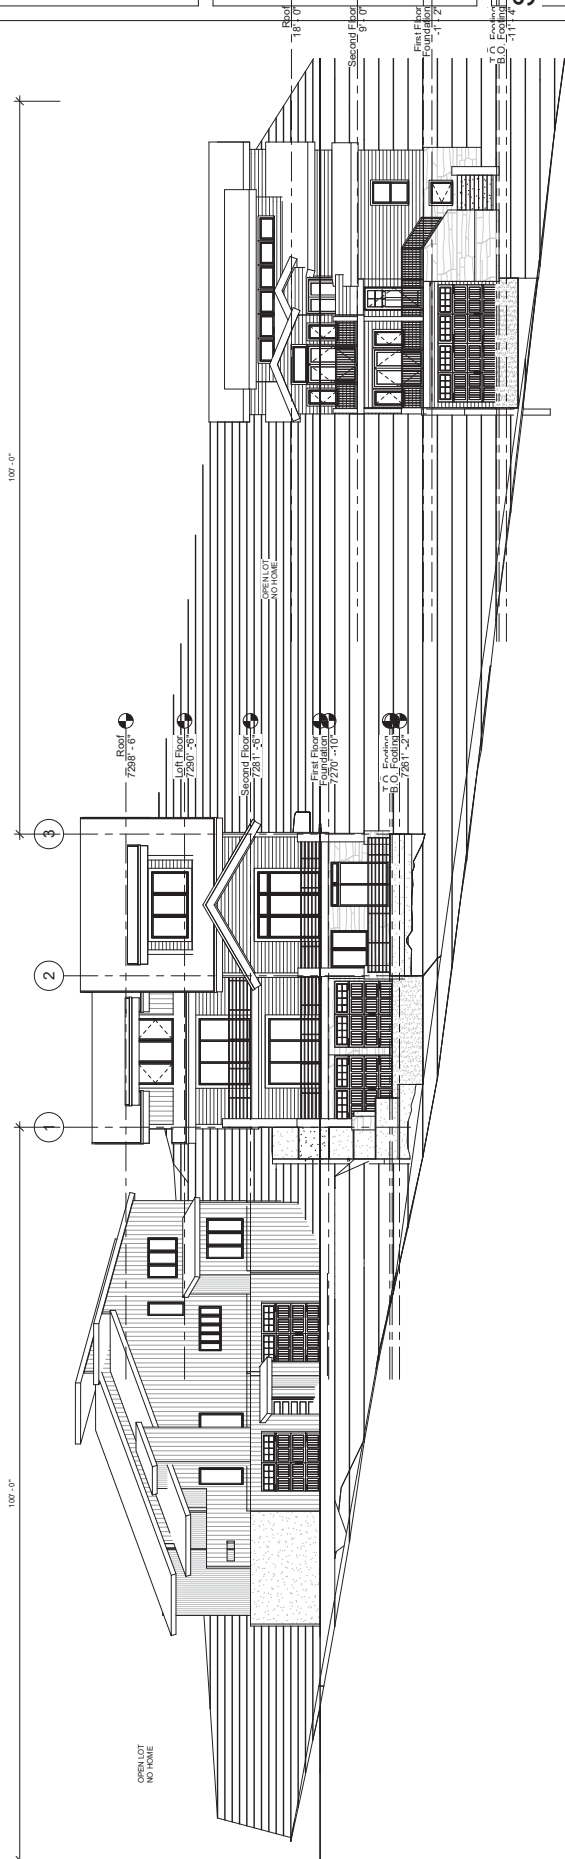 100' - 0"
100' - 0"
OPEN LOT
NO HOME
1
2
3
Roof
7298' - 6"
Loft Floor
7290' - 6"
Second Floor
7281' - 6"
First Floor
Foundation
7270' - 10"
T.O. Footing
B.O. Footing
7261' - 2"
OPEN LOT
NO HOME
Roof
18' - 0"
Second Floor
9' - 0"
First Floor
Foundation
-1' - 2"
T.O. Footing
B.O. Footing
-11' - 4"